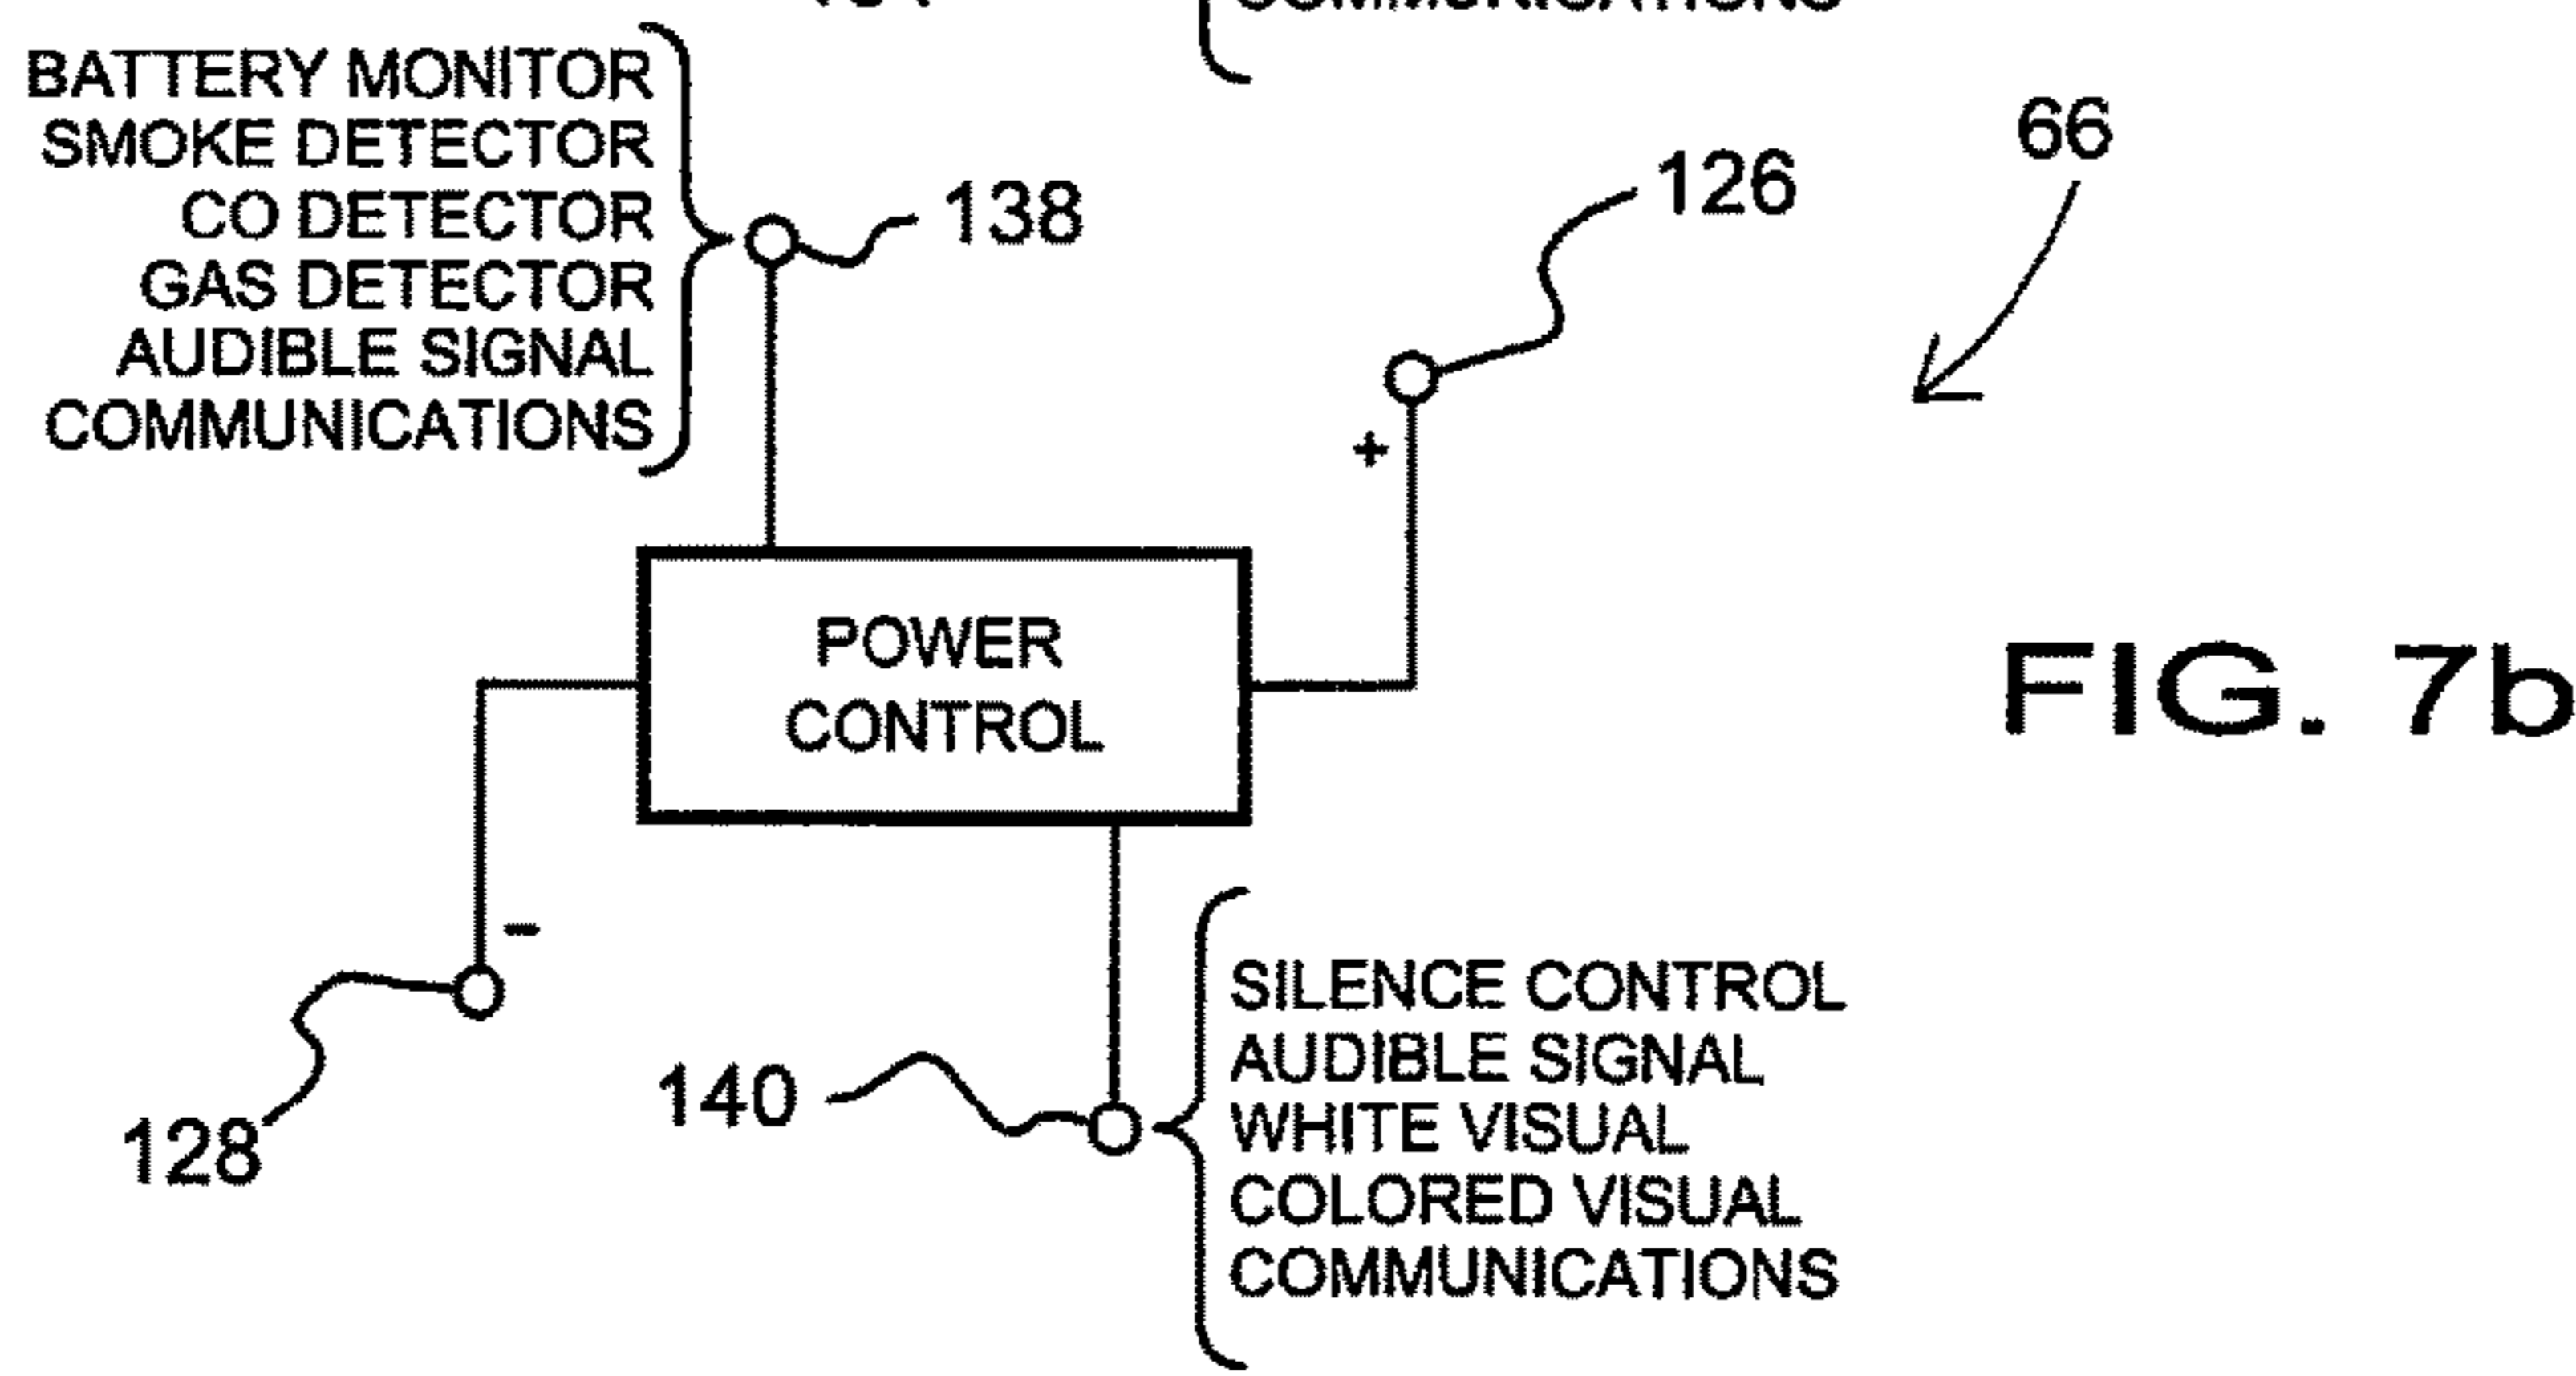 COMMUNICATIONS
BATTERY MONITOR
SMOKE DETECTOR
CO DETECTOR
GAS DETECTOR
AUDIBLE SIGNAL
COMMUNICATIONS
138
126
66
+
POWER
CONTROL
FIG. 7b
-
128
140
SILENCE CONTROL
AUDIBLE SIGNAL
WHITE VISUAL
COLORED VISUAL
COMMUNICATIONS